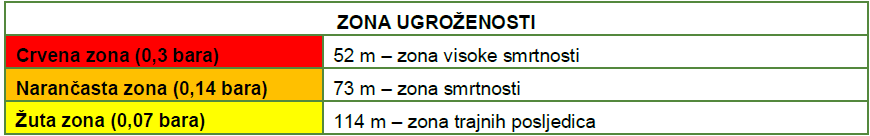 ZONA UGROŽENOSTI
Crvena zona (0,3 bara) 52 m – zona visoke smrtnosti
Narančasta zona (0,14 bara) 73 m – zona smrtnosti
Žuta zona (0,07 bara) 114 m – zona trajnih posljedica